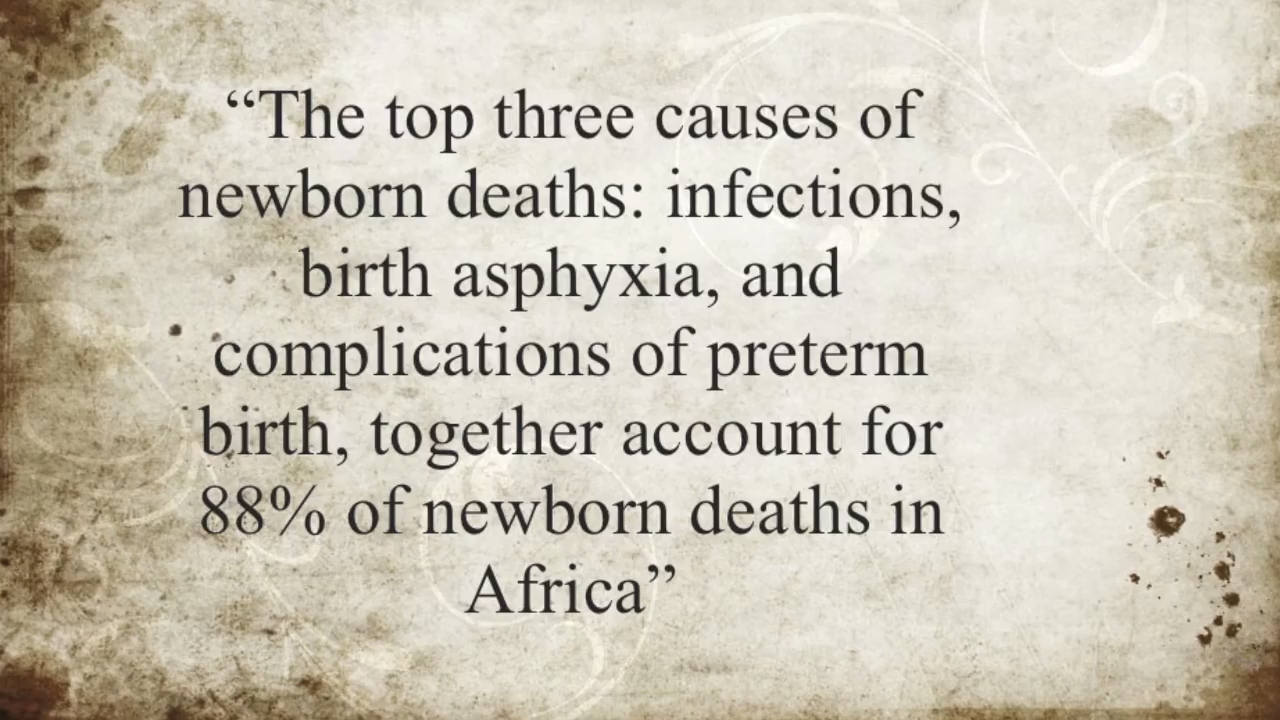 “The top three causes of
newborn deaths: infections,
birth asphyxia, and
complications of preterm
birth, together account for
88% of newborn deaths in
Africa”